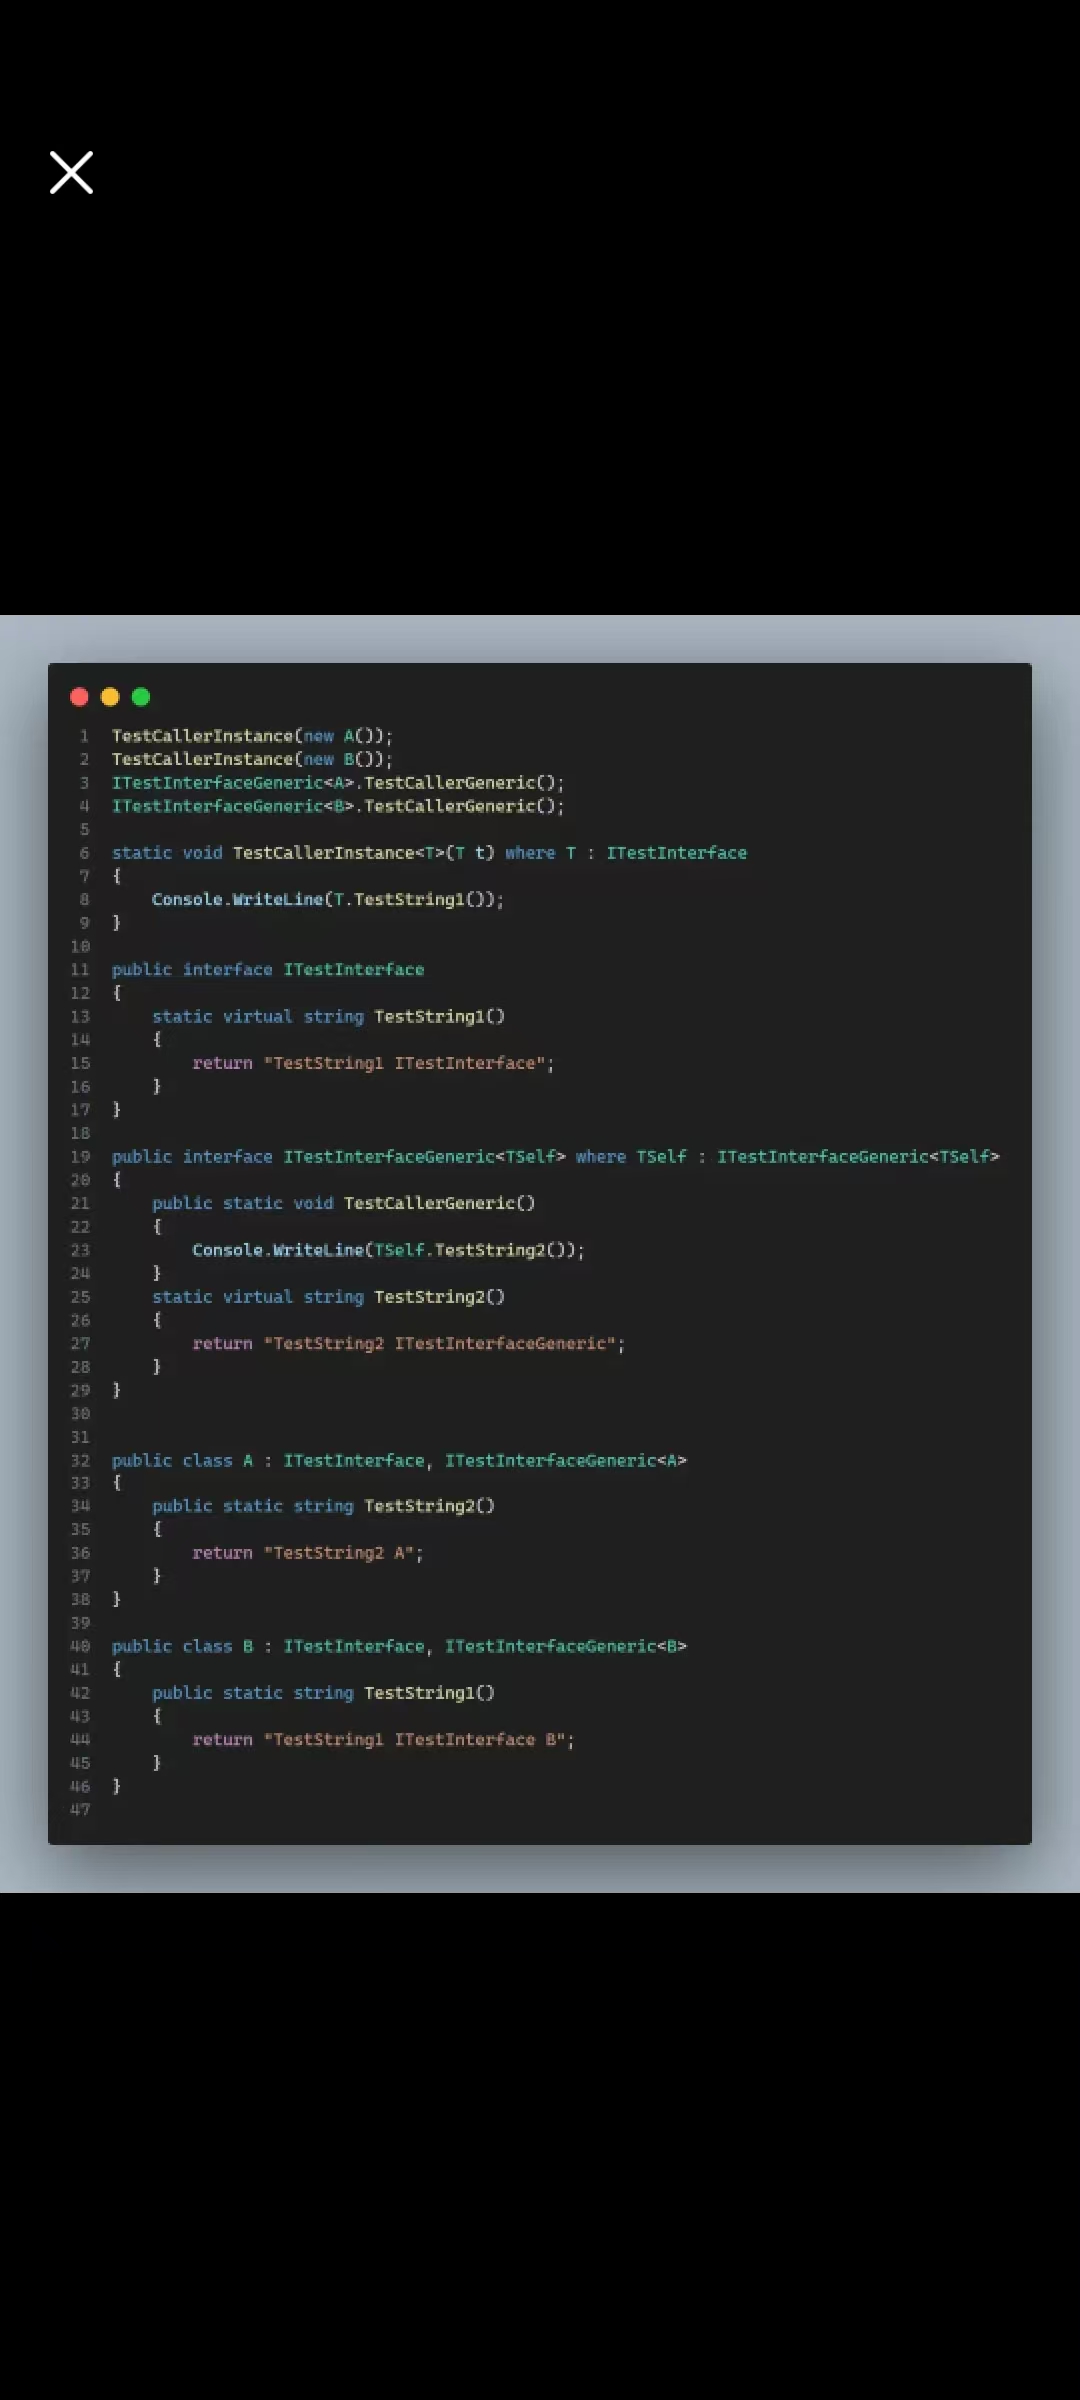 1 TestCallerInstance(new A());
2 TestCallerInstance(new B());
3 ITestInterfaceGeneric<A>.TestCallerGeneric();
4 ITestInterfaceGeneric<B>.TestCallerGeneric();
5
6 static void TestCallerInstance<T>(T t) where T : ITestInterface
7 {
8     Console.WriteLine(T.TestString1());
9 }
10
11 public interface ITestInterface
12 {
13     static virtual string TestString1()
14     {
15         return "TestString1 ITestInterface";
16     }
17 }
18
19 public interface ITestInterfaceGeneric<TSelf> where TSelf : ITestInterfaceGeneric<TSelf>
20 {
21     public static void TestCallerGeneric()
22     {
23         Console.WriteLine(TSelf.TestString2());
24     }
25     static virtual string TestString2()
26     {
27         return "TestString2 ITestInterfaceGeneric";
28     }
29 }
30
31
32 public class A : ITestInterface, ITestInterfaceGeneric<A>
33 {
34     public static string TestString2()
35     {
36         return "TestString2 A";
37     }
38 }
39
40 public class B : ITestInterface, ITestInterfaceGeneric<B>
41 {
42     public static string TestString1()
43     {
44         return "TestString1 ITestInterface B";
45     }
46 }
47